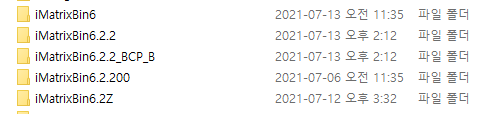 iMatrixBin6 2021-07-13 오전 11:35 파일 폴더
iMatrixBin6.2.2 2021-07-13 오후 2:12 파일 폴더
iMatrixBin6.2.2_BCP_B 2021-07-13 오후 2:12 파일 폴더
iMatrixBin6.2.200 2021-07-06 오전 11:35 파일 폴더
iMatrixBin6.2Z 2021-07-12 오후 3:32 파일 폴더